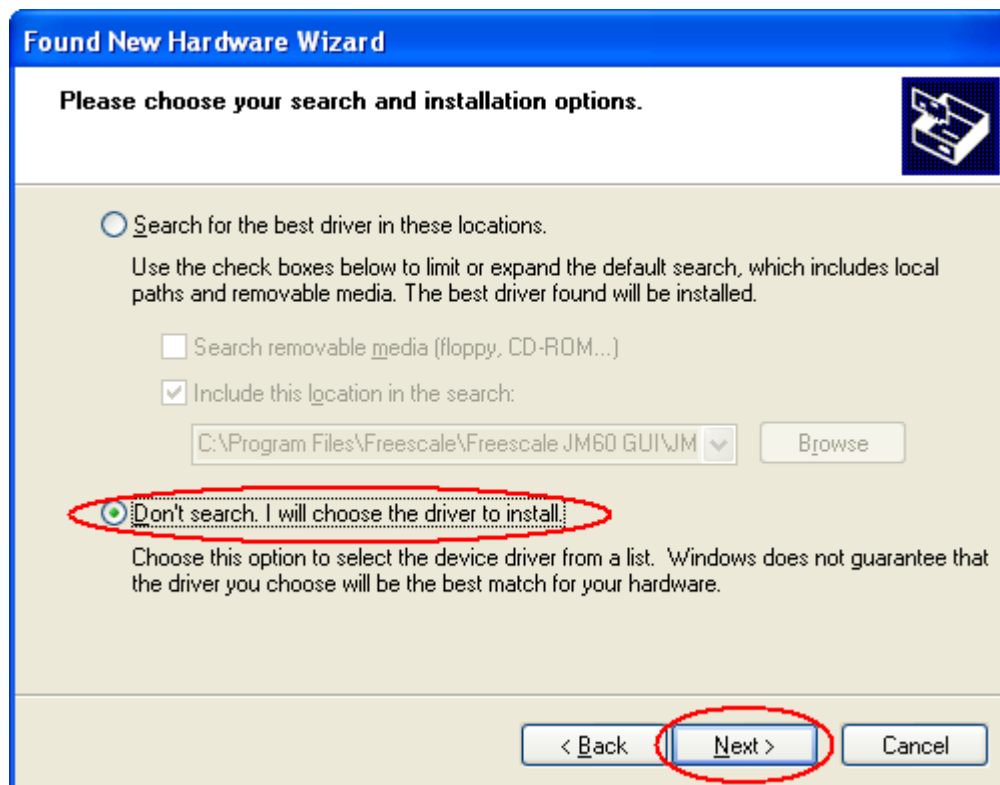 Found New Hardware Wizard
Please choose your search and installation options.
Search for the best driver in these locations.
Use the check boxes below to limit or expand the default search, which includes local
paths and removable media. The best driver found will be installed.
Search removable media (floppy, CD-ROM...)
Include this location in the search:
C:\Program Files\Freescale\Freescale JM60 GUI\JM
Browse
Don't search. I will choose the driver to install.
Choose this option to select the device driver from a list.  Windows does not guarantee that
the driver you choose will be the best match for your hardware.
< Back Next > Cancel